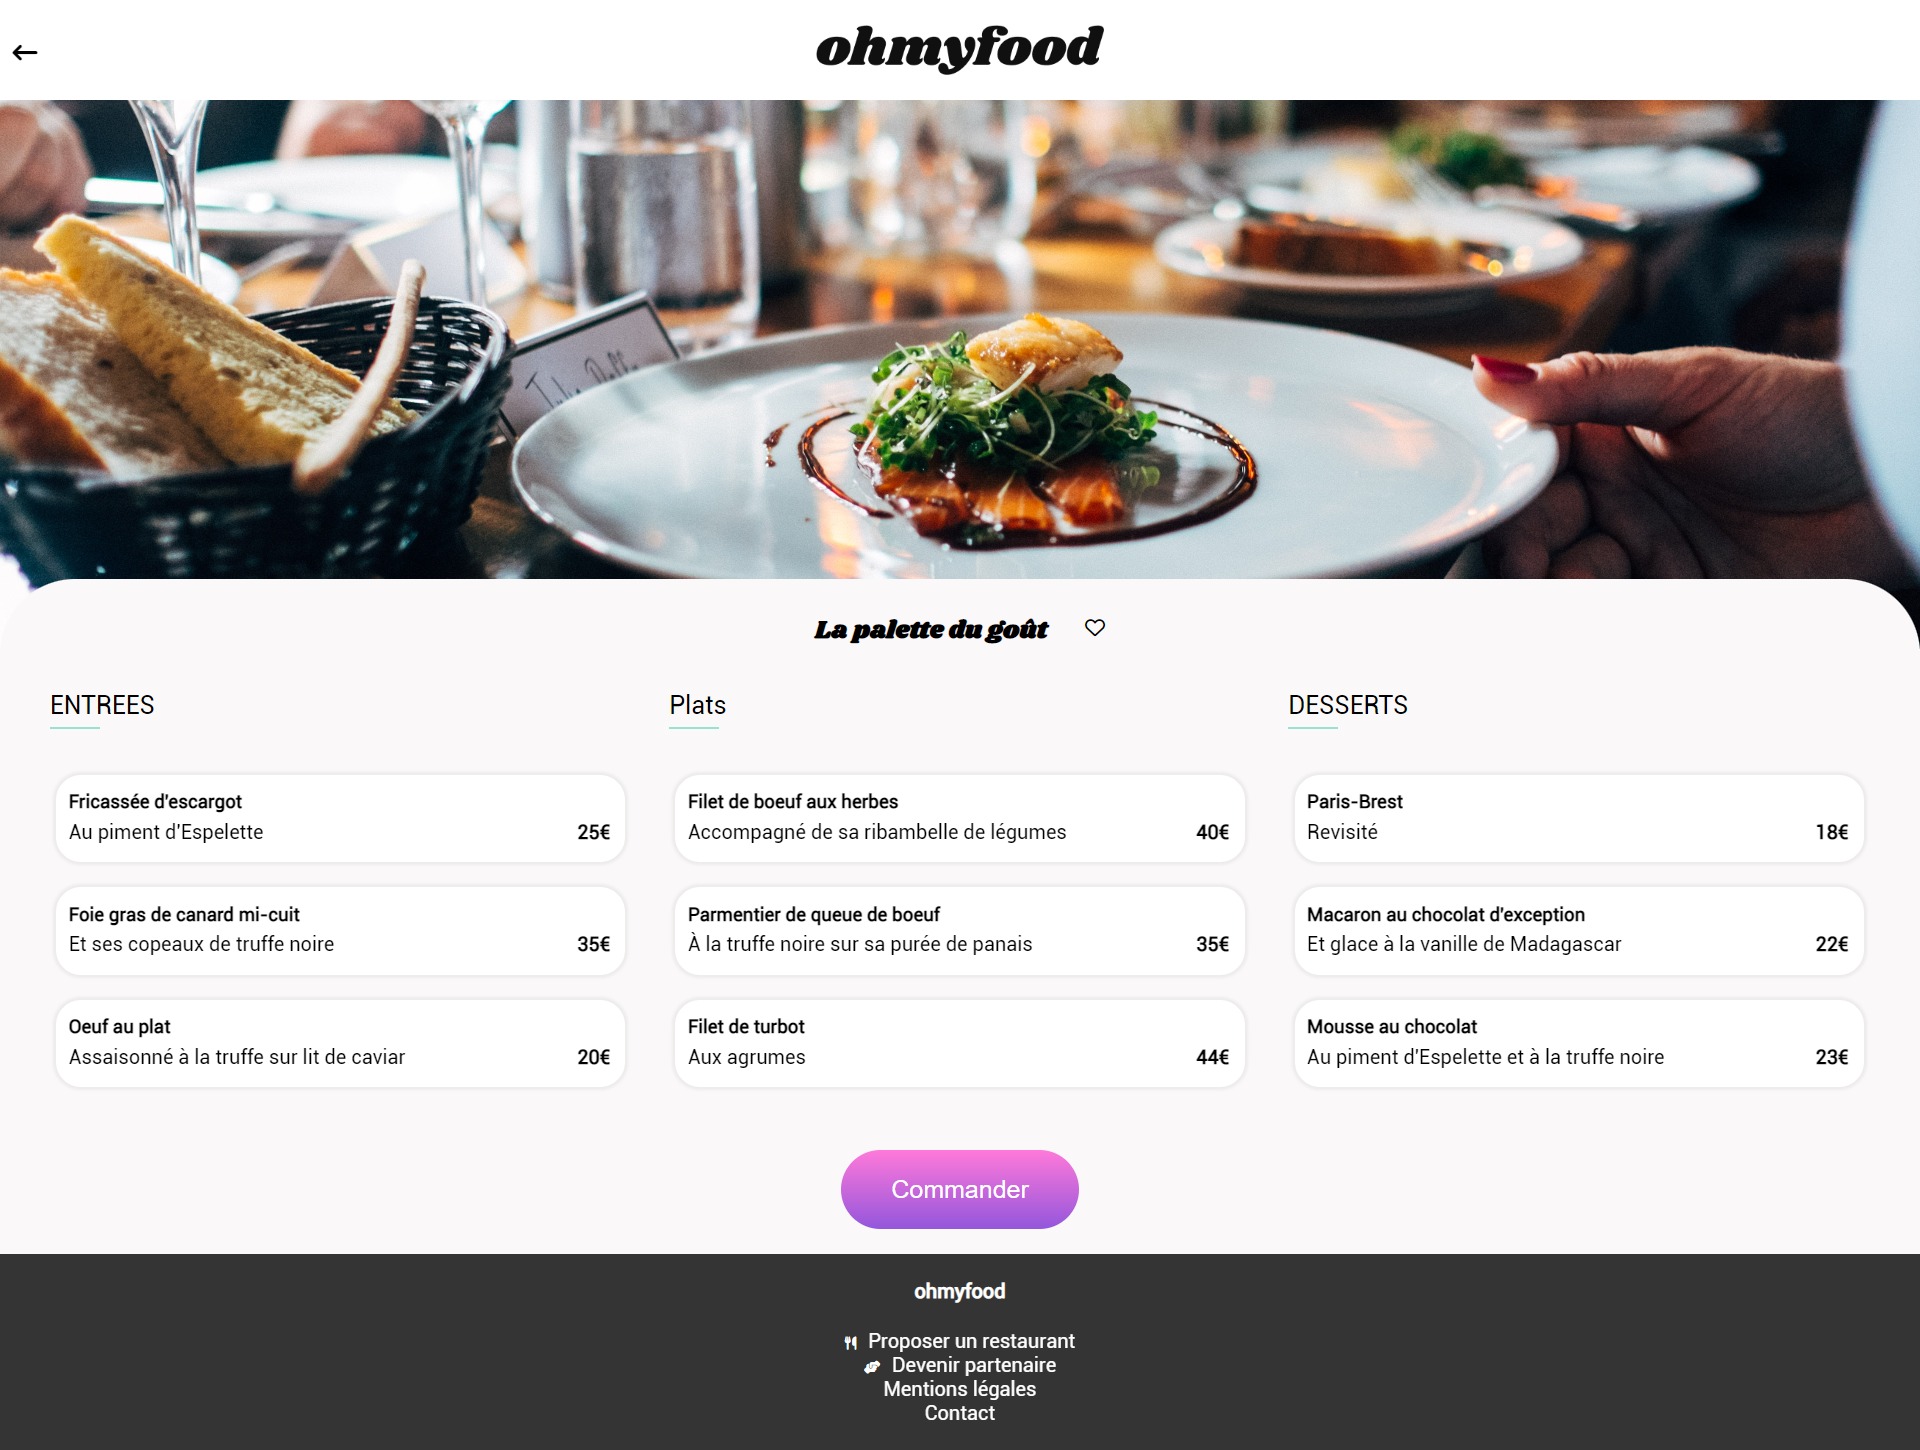 ohmyfood
La palette du goût
ENTREES
Fricassée d'escargot
Au piment d'Espelette 25€
Foie gras de canard mi-cuit
Et ses copeaux de truffe noire 35€
Oeuf au plat
Assaisonné à la truffe sur lit de caviar 20€
Plats
Filet de boeuf aux herbes
Accompagné de sa ribambelle de légumes 40€
Parmentier de queue de boeuf
À la truffe noire sur sa purée de panais 35€
Filet de turbot
Aux agrumes 44€
DESSERTS
Paris-Brest
Revisité 18€
Macaron au chocolat d'exception
Et glace à la vanille de Madagascar 22€
Mousse au chocolat
Au piment d'Espelette et à la truffe noire 23€
Commander
ohmyfood
Proposer un restaurant
Devenir partenaire
Mentions légales
Contact